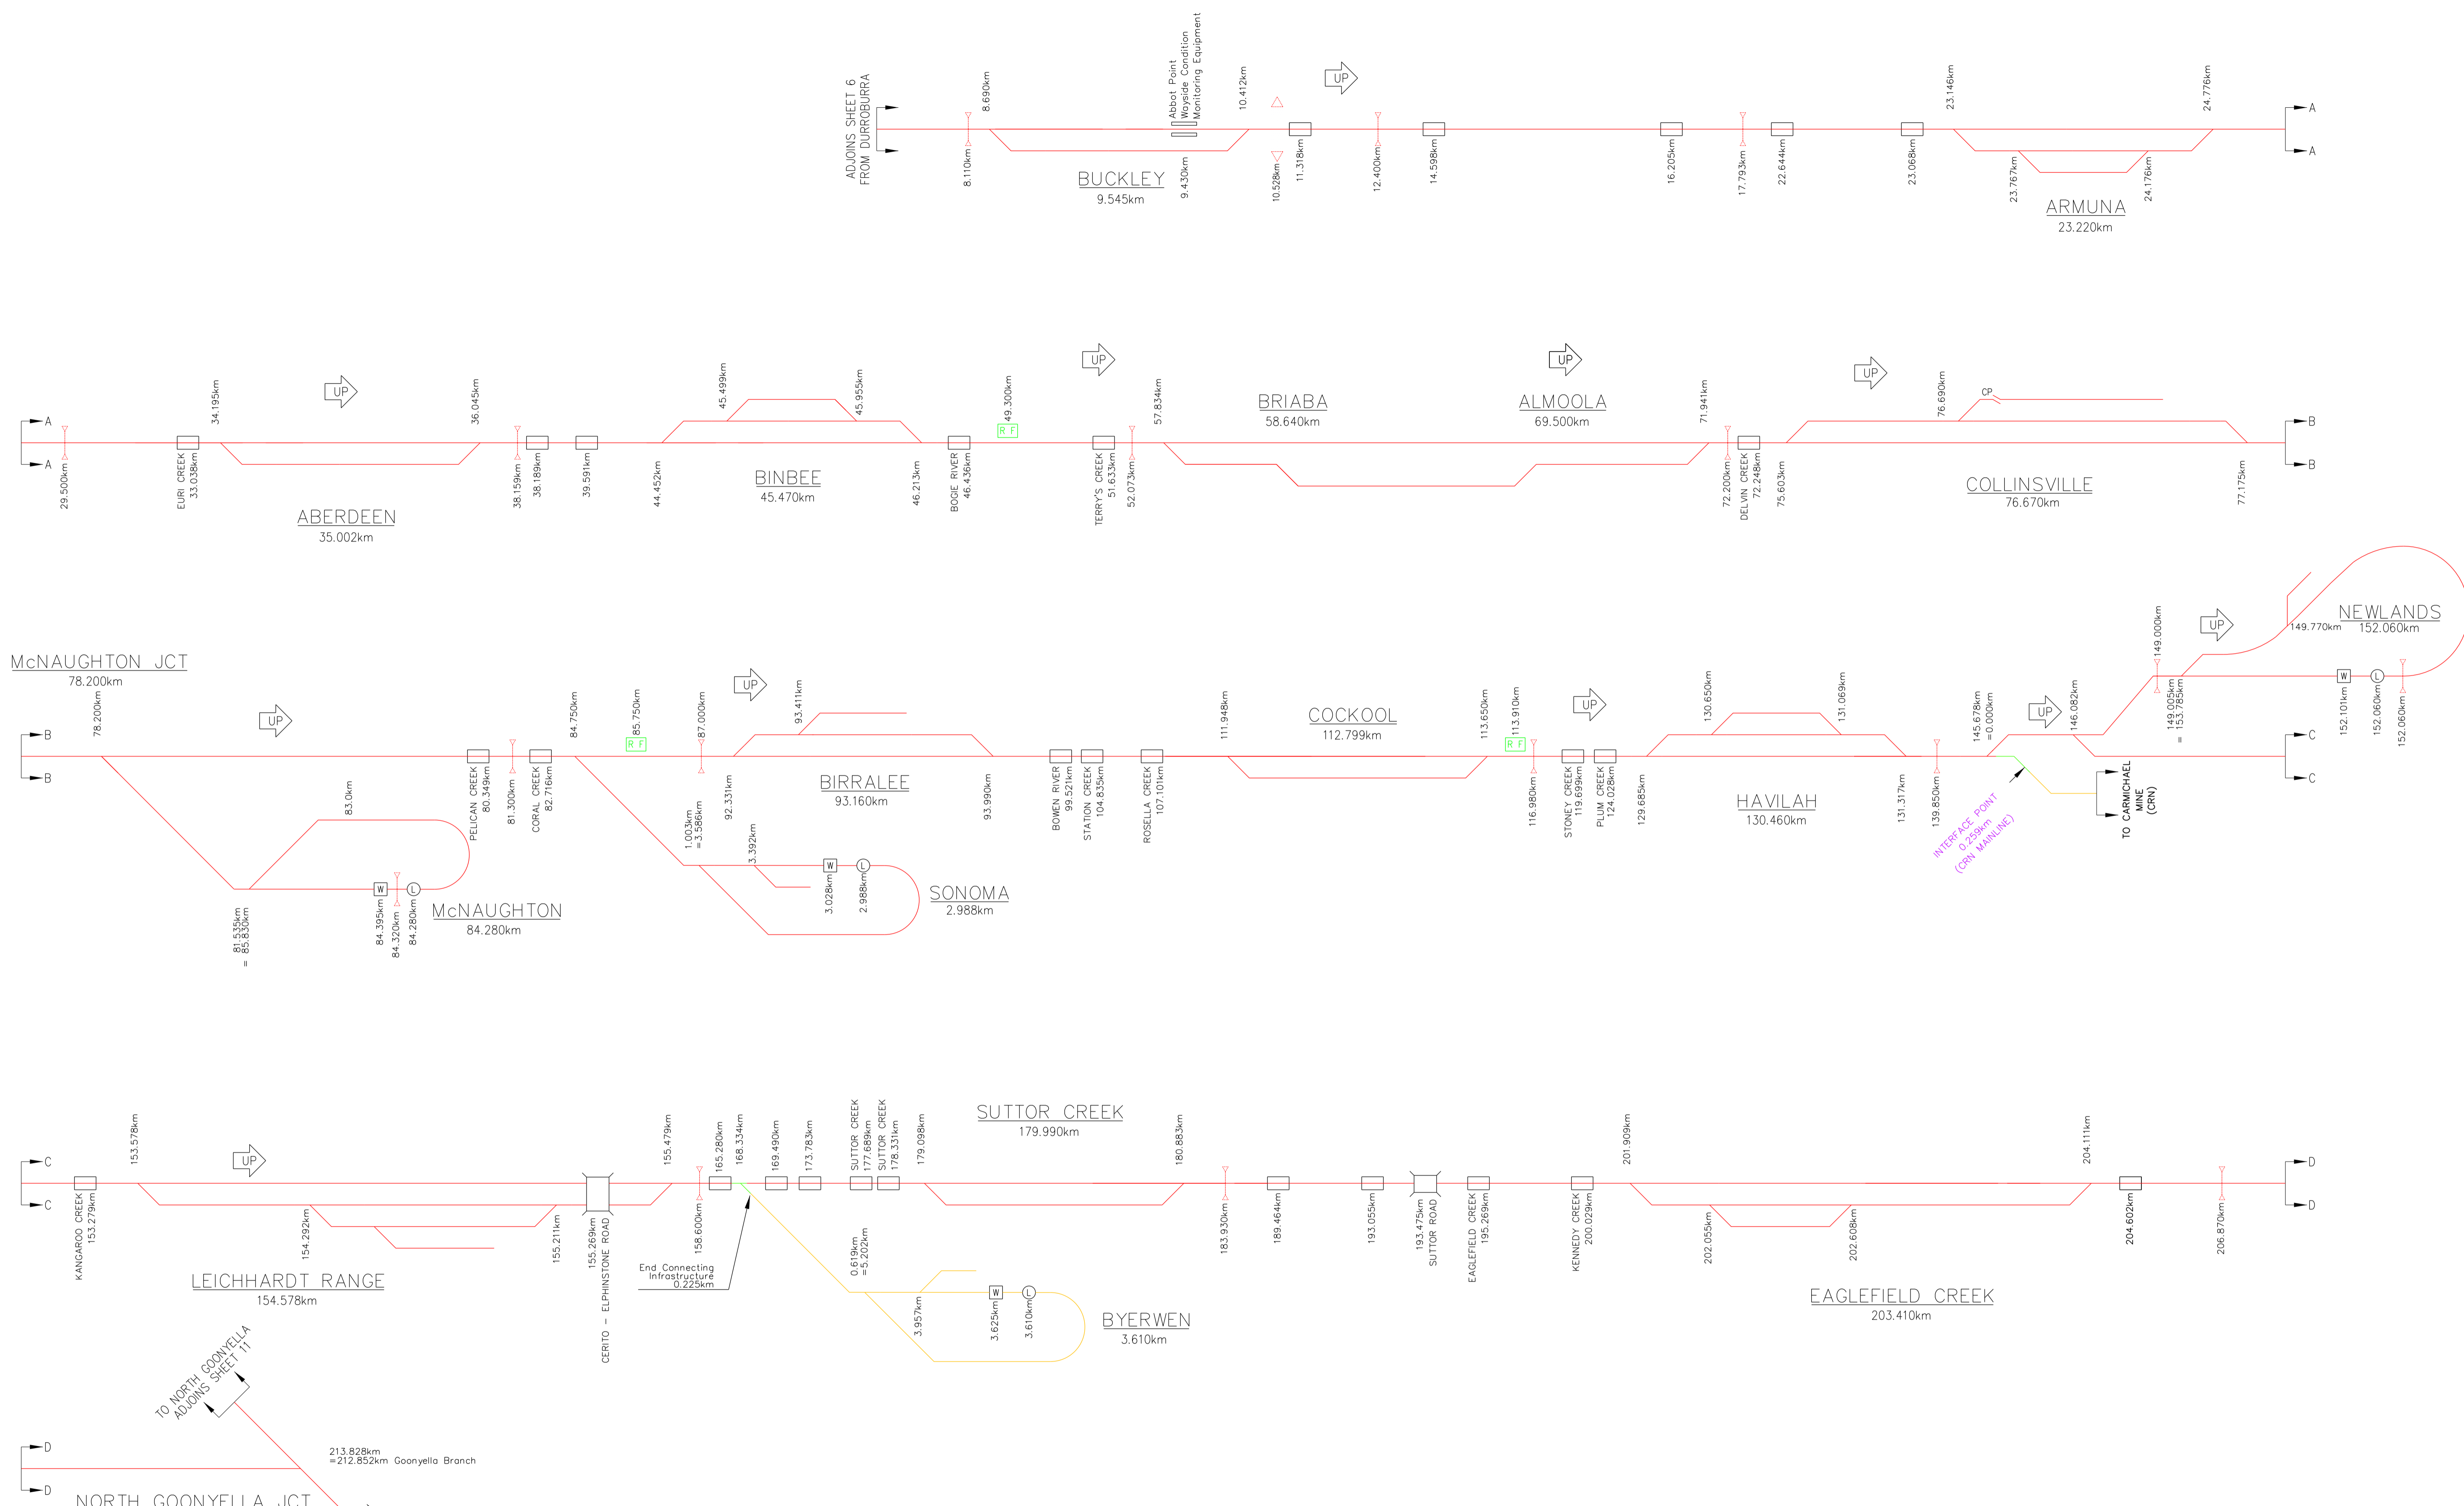 ADJOINS SHEET 6
FROM DURROBURRA
8.110km
8.690km
BUCKLEY
9.545km
Abbot Point
Wayside Condition
Monitoring Equipment
9.430km
10.412km
10.528km
11.318km
UP
12.400km
14.598km
16.205km
17.793km
22.644km
23.068km
23.146km
23.767km
24.176km
24.776km
ARMUNA
23.220km
A
A
A
A
29.500km
EURI CREEK
33.038km
34.195km
UP
ABERDEEN
35.002km
36.045km
38.159km
38.189km
39.591km
44.452km
45.499km
BINBEE
45.470km
45.955km
46.213km
BOGIE RIVER
46.436km
49.300km
R F
UP
TERRY'S CREEK
51.633km
52.073km
57.834km
BRIABA
58.640km
UP
ALMOOLA
69.500km
71.941km
72.200km
DELVIN CREEK
72.248km
75.603km
UP
76.690km
CP
COLLINSVILLE
76.670km
77.175km
B
B
McNAUGHTON JCT
78.200km
78.200km
B
B
UP
83.0km
81.535km
= 85.830km
84.395km
84.320km
84.280km
W
L
McNAUGHTON
84.280km
PELICAN CREEK
80.349km
81.300km
CORAL CREEK
82.716km
84.750km
85.750km
R F
87.000km
1.003km
=3.586km
92.331km
3.392km
UP
93.411km
BIRRALEE
93.160km
W
3.028km
L
2.988km
SONOMA
2.988km
93.990km
BOWEN RIVER
99.521km
STATION CREEK
104.835km
ROSELLA CREEK
107.101km
111.948km
COCKOOL
112.799km
113.650km
113.910km
R F
116.980km
UP
STONEY CREEK
119.699km
PLUM CREEK
124.028km
129.685km
130.650km
HAVILAH
130.460km
131.069km
131.317km
139.850km
145.678km
=0.000km
INTERFACE POINT
0.259km
(CRN MAINLINE)
UP
146.082km
TO CARMICHAEL
MINE
(CRN)
149.000km
149.005km
= 153.785km
UP
149.770km
NEWLANDS
152.060km
W
152.101km
L
152.060km
152.060km
C
C
C
C
KANGAROO CREEK
153.279km
153.578km
UP
154.292km
LEICHHARDT RANGE
154.578km
155.211km
155.269km
CERITO - ELPHINSTONE ROAD
155.479km
158.600km
165.280km
168.334km
End Connecting
Infrastructure
0.225km
169.490km
173.783km
SUTTOR CREEK
177.689km
SUTTOR CREEK
178.331km
179.098km
0.619km
=5.202km
3.957km
W
3.625km
L
3.610km
BYERWEN
3.610km
SUTTOR CREEK
179.990km
180.883km
183.930km
189.464km
193.055km
193.475km
SUTTOR ROAD
EAGLEFIELD CREEK
195.269km
KENNEDY CREEK
200.029km
201.909km
202.055km
202.608km
EAGLEFIELD CREEK
203.410km
204.111km
204.602km
206.870km
D
D
TO NORTH GOONYELLA
ADJOINS SHEET 11
D
D
213.828km
=212.852km Goonyella Branch
NORTH GOONYELLA JCT